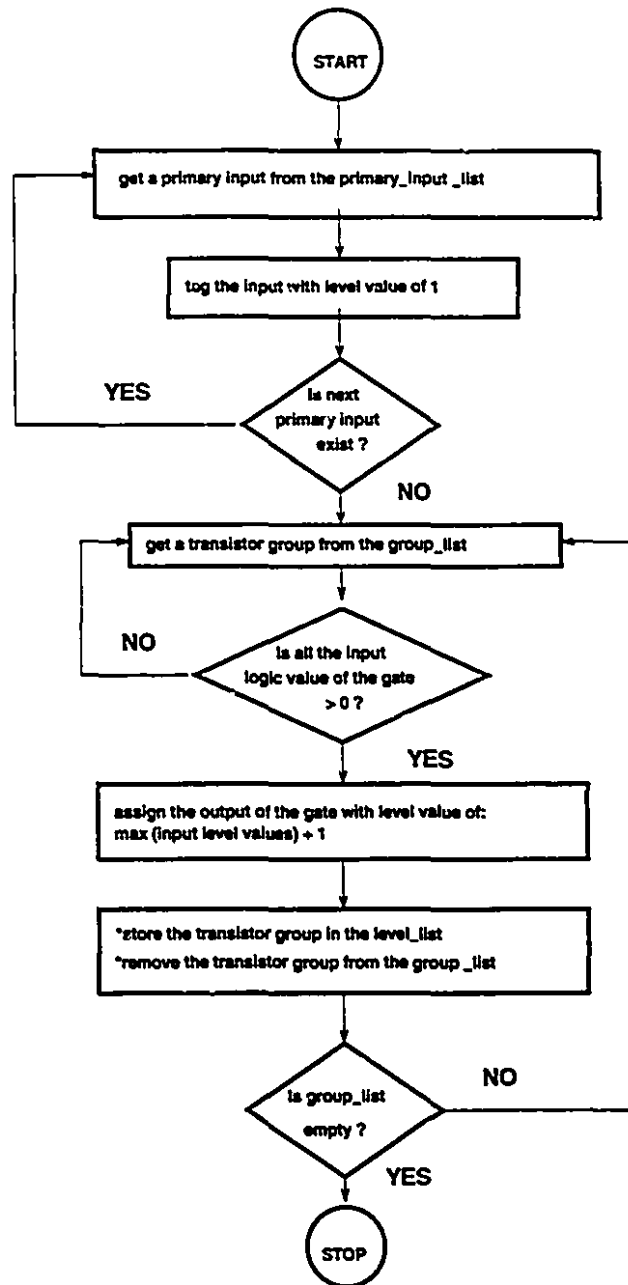 START
get a primary input from the primary_input _list
tog the input with level value of 1
YES
Is next
primary input
exist ?
NO
get a transistor group from the group_list
NO
Is all the input
logic value of the gate
> 0 ?
YES
assign the output of the gate with level value of:
max (input level values) + 1
*store the transistor group in the level_list
*remove the transistor group from the group _list
Is group_list
empty ?
NO
YES
STOP